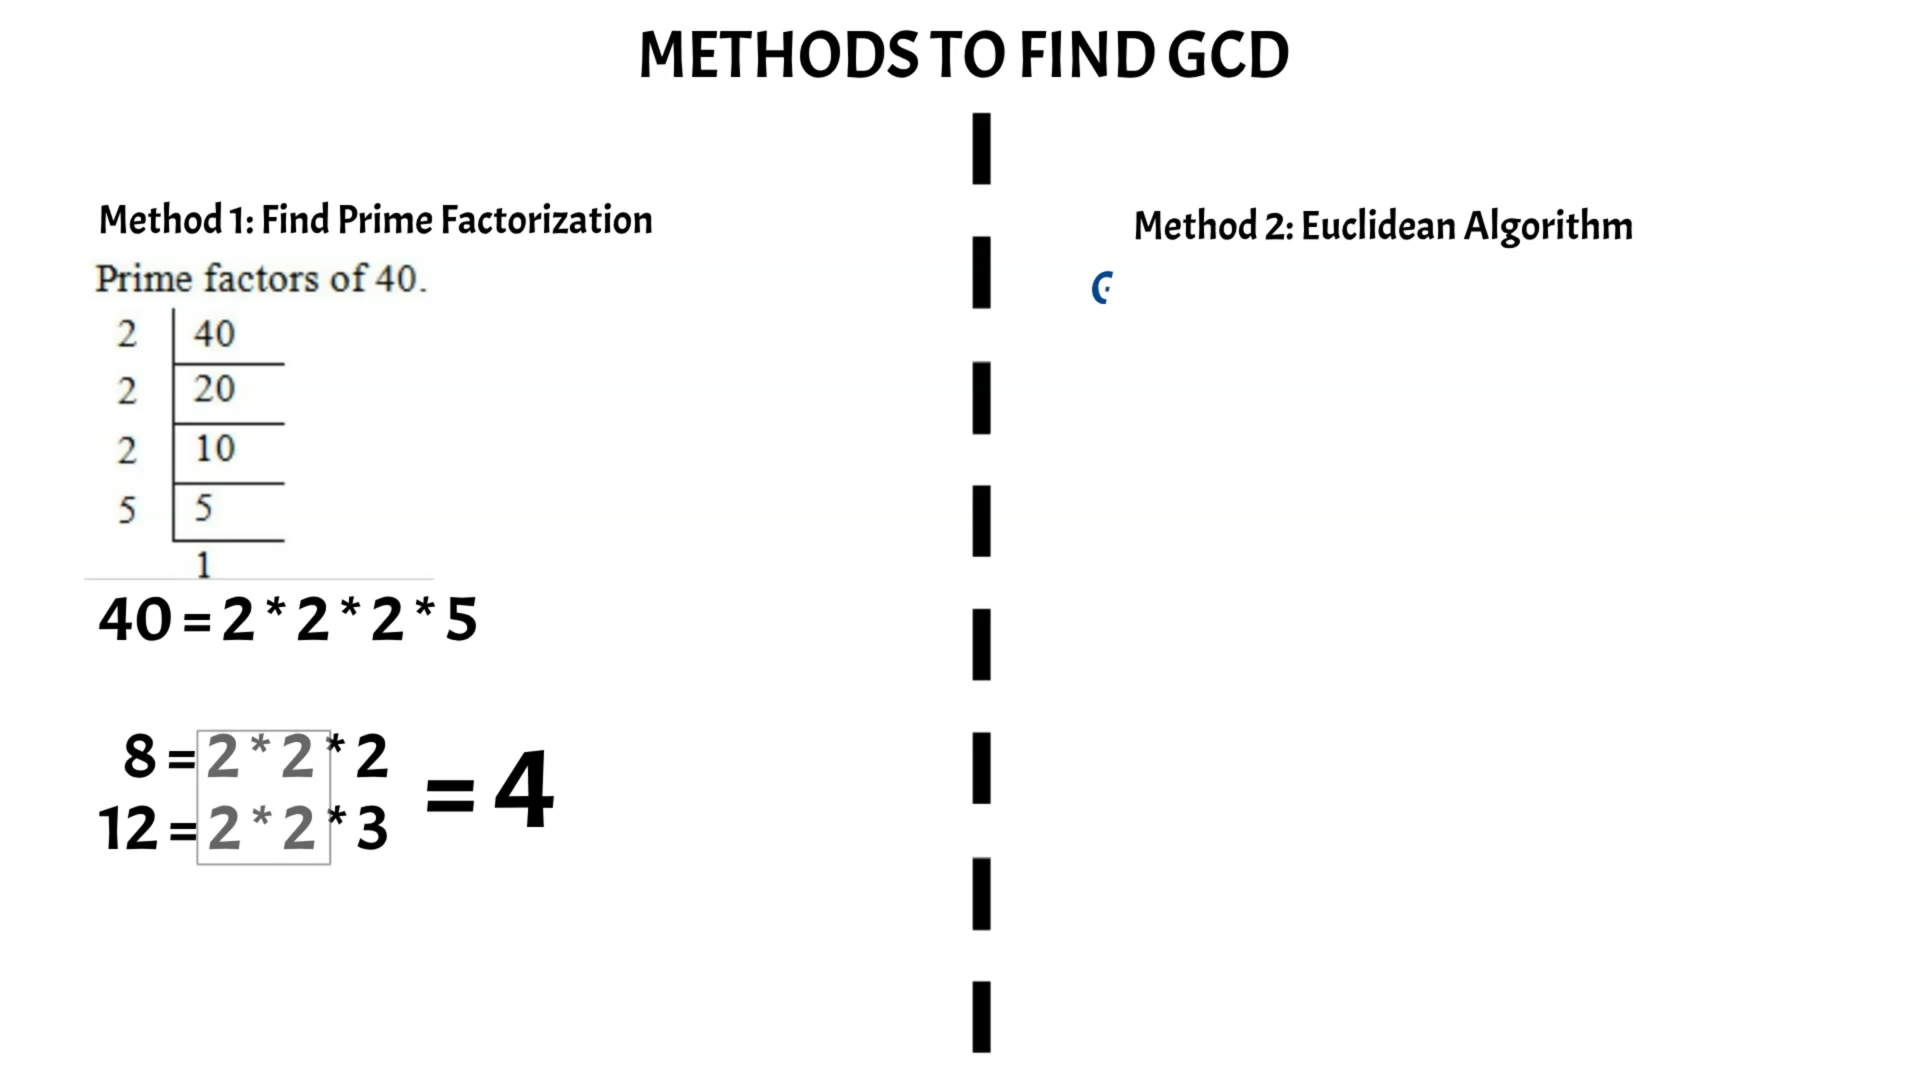 METHODS TO FIND GCD
Method 1: Find Prime Factorization
Prime factors of 40.
2 40
2 20
2 10
5 5
1
40 = 2 * 2 * 2 * 5
8 = 2 * 2 * 2
12 = 2 * 2 * 3
= 4
Method 2: Euclidean Algorithm